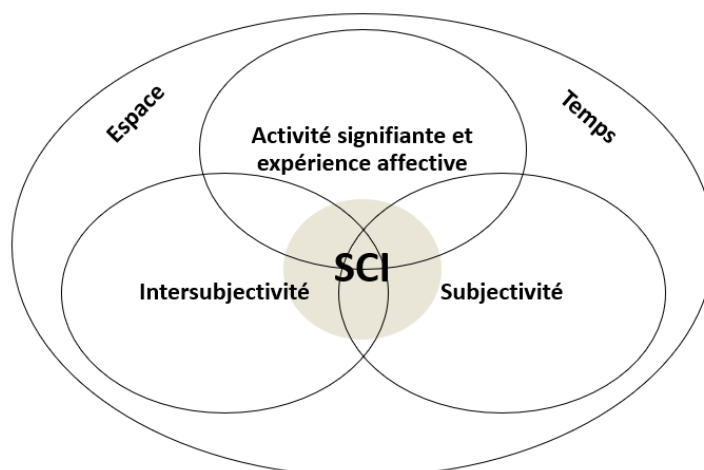 Espace
Temps
Activité signifiante et
expérience affective
SCI
Intersubjectivité
Subjectivité